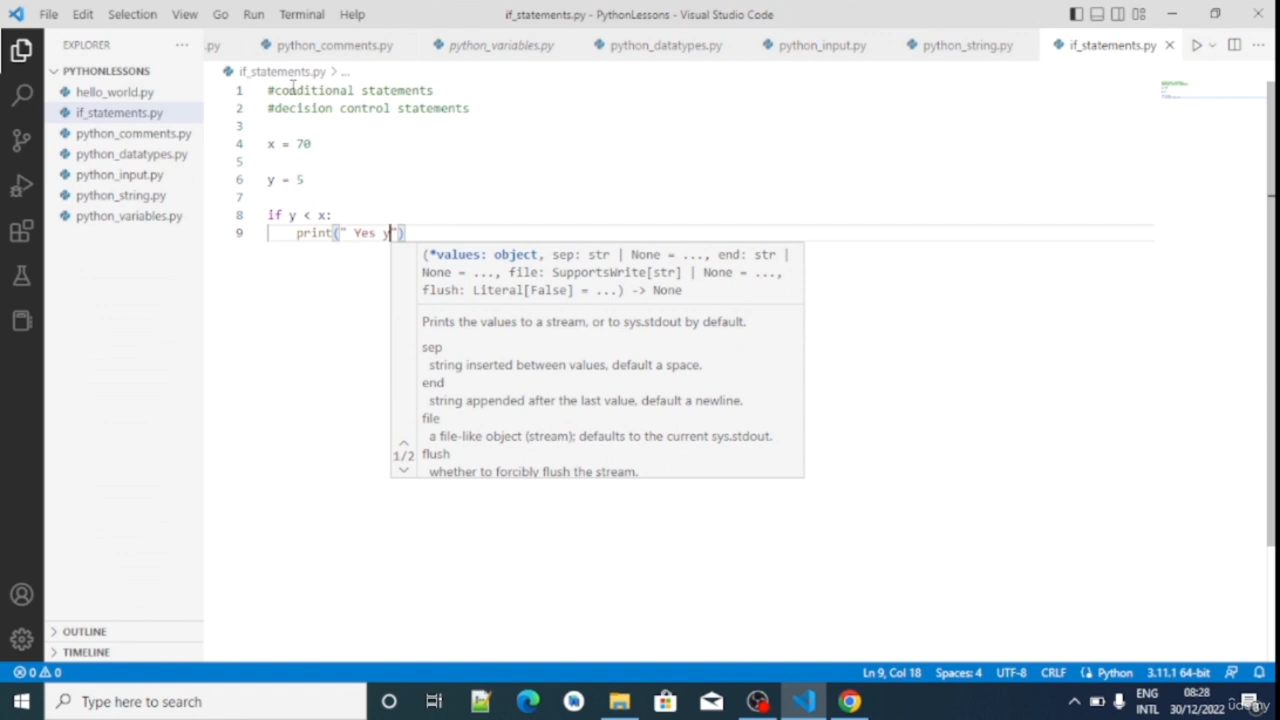 File Edit Selection View Go Run Terminal Help
if_statements.py - PythonLessons - Visual Studio Code
EXPLORER
.py python_comments.py python_variables.py python_datatypes.py python_input.py python_string.py if_statements.py
PYTHONLESSONS
hello_world.py
if_statements.py
python_comments.py
python_datatypes.py
python_input.py
python_string.py
python_variables.py
OUTLINE
TIMELINE
if_statements.py > ...
1 #conditional statements
2 #decision control statements
3
4 x = 70
5
6 y = 5
7
8 if y < x:
9 print(" Yes y")
(*values: object, sep: str | None = ..., end: str |
None = ..., file: SupportsWrite[str] | None = ...,
flush: Literal[False] = ...) -> None
Prints the values to a stream, or to sys.stdout by default.
sep
string inserted between values, default a space.
end
string appended after the last value, default a newline.
file
a file-like object (stream); defaults to the current sys.stdout.
1/2
flush
whether to forcibly flush the stream.
0 0 Ln 9, Col 18 Spaces: 4 UTF-8 CRLF Python 3.11.1 64-bit
Type here to search
ENG 08:28
INTL 30/12/2022
udemy